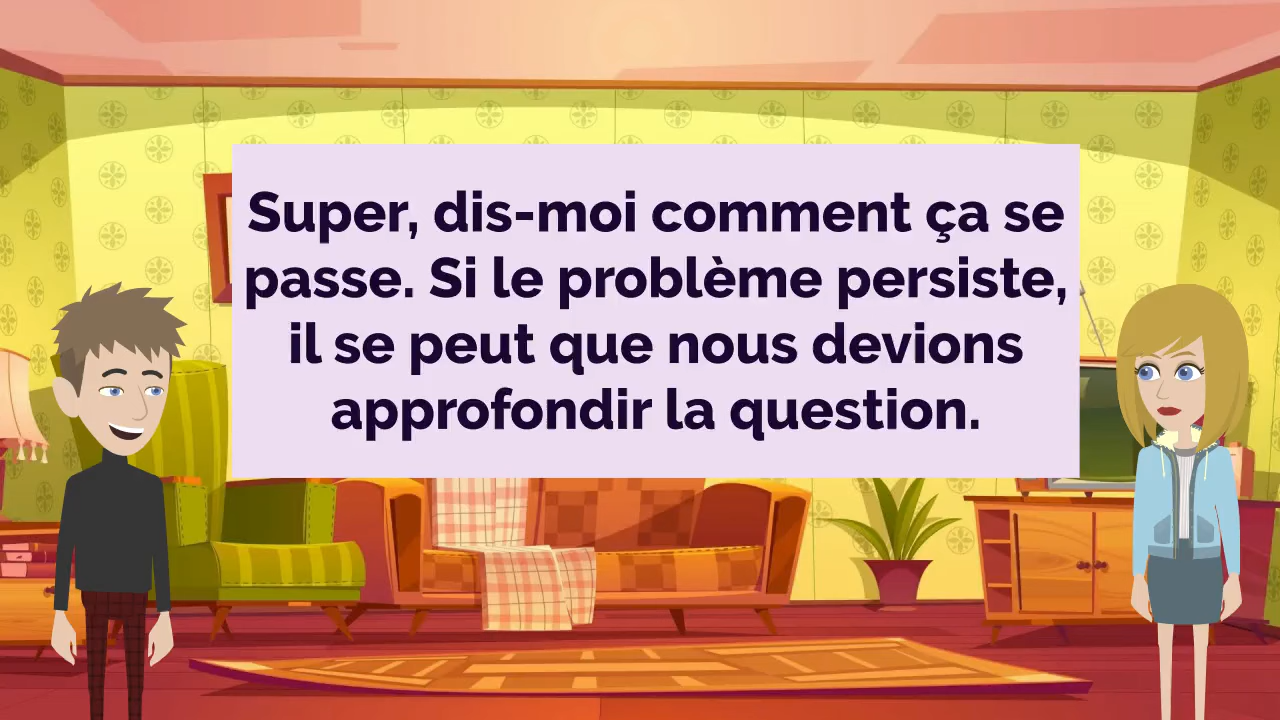 Super, dis-moi comment ça se
passe. Si le problème persiste,
il se peut que nous devions
approfondir la question.